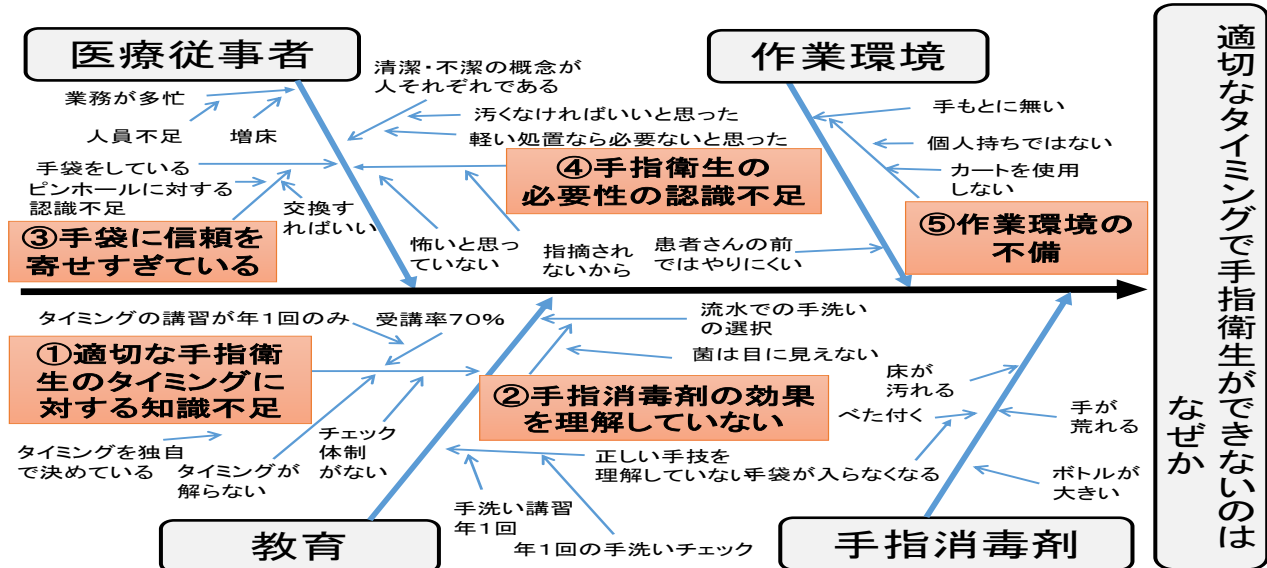 医療従事者
作業環境
適切なタイミングで手指衛生ができないのは
なぜか
業務が多忙
人員不足
増床
清潔・不潔の概念が
人それぞれである
汚くなければいいと思った
軽い処置なら必要ないと思った
手袋をしている
ピンホールに対する
認識不足
交換す
ればいい
③手袋に信頼を
寄せすぎている
④手指衛生の
必要性の認識不足
怖いと思っ
ていない
指摘され
ないから
手もとに無い
個人持ちではない
カートを使用
しない
⑤作業環境の
不備
患者さんの前
ではやりにくい
タイミングの講習が年1回のみ
受講率70%
①適切な手指衛
生のタイミングに
対する知識不足
タイミングを独自
で決めている
タイミングが
解らない
チェック
体制
がない
流水での手洗い
の選択
菌は目に見えない
②手指消毒剤の効果
を理解していない
正しい手技を
理解していない
手洗い講習
年1回
年1回の手洗いチェック
床が
汚れる
べた付く
手袋が入らなくなる
手が
荒れる
ボトルが
大きい
教育
手指消毒剤